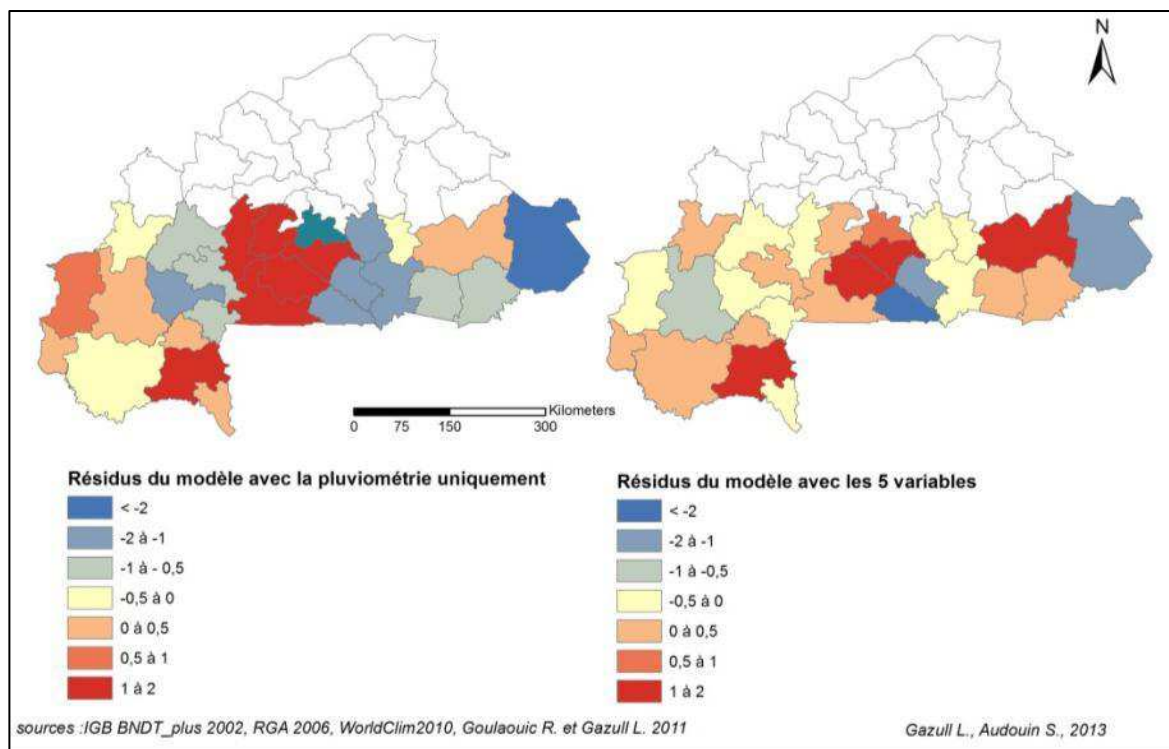 N
Kilometers
0 75 150 300
Résidus du modèle avec la pluviométrie uniquement
< -2
-2 à -1
-1 à - 0,5
-0,5 à 0
0 à 0,5
0,5 à 1
1 à 2
Résidus du modèle avec les 5 variables
< -2
-2 à -1
-1 à -0,5
-0,5 à 0
0 à 0,5
0,5 à 1
1 à 2
sources :IGB BNDT_plus 2002, RGA 2006, WorldClim2010, Goulaouic R. et Gazull L. 2011
Gazull L., Audouin S., 2013